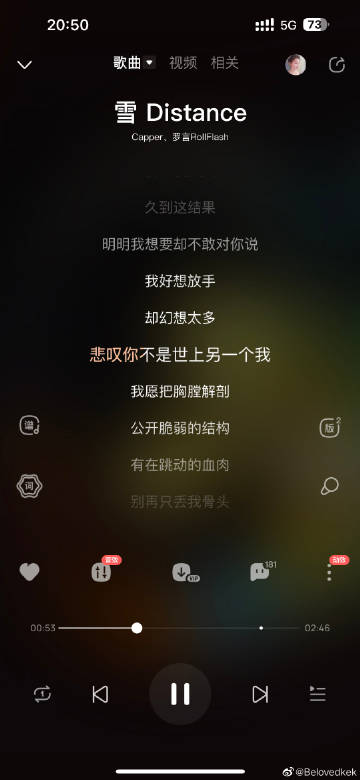 20:50 5G 73
歌曲 视频 相关
雪 Distance
Capper、罗言RollFlash
久到这结果
明明我想要却不敢对你说
我好想放手
却幻想太多
悲叹你不是世上另一个我
我愿把胸膛解剖
公开脆弱的结构
谱 版
有在跳动的血肉
词
别再只丢我骨头
音效 VIP 181 动效
00:53 02:46
1
@Belovedkek